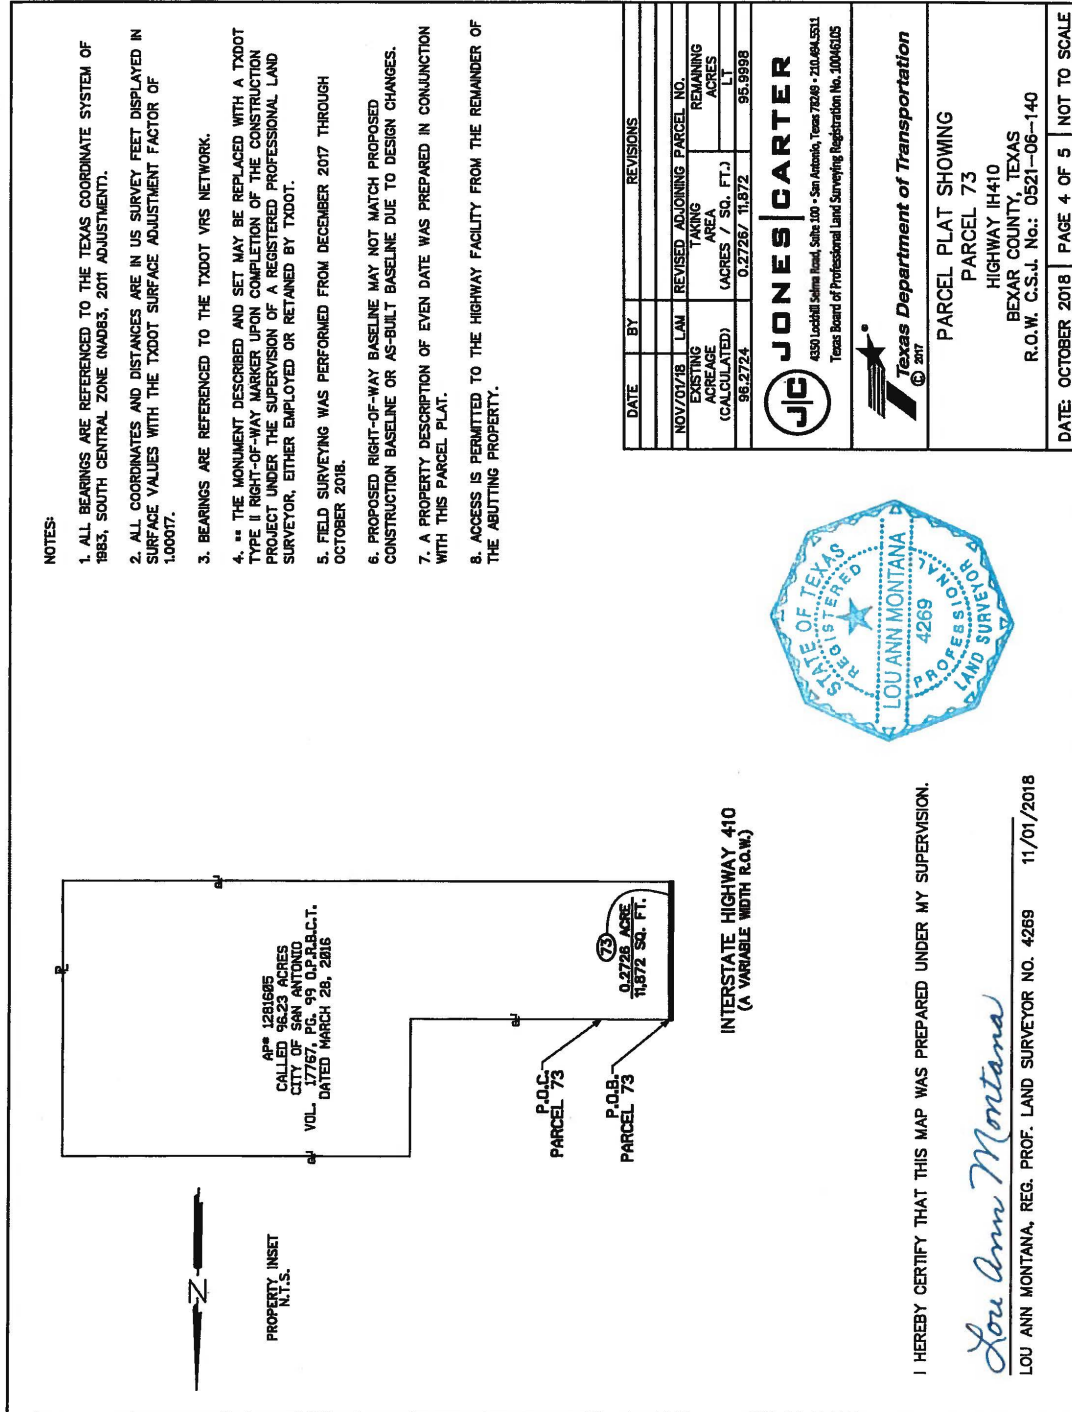 NOTES:
1. ALL BEARINGS ARE REFERENCED TO THE TEXAS COORDINATE SYSTEM OF
1983, SOUTH CENTRAL ZONE (NAD83, 2011 ADJUSTMENT).
2. ALL COORDINATES AND DISTANCES ARE IN US SURVEY FEET DISPLAYED IN
SURFACE VALUES WITH THE TXDOT SURFACE ADJUSTMENT FACTOR OF
1.00017.
3. BEARINGS ARE REFERENCED TO THE TXDOT VRS NETWORK.
4. ** THE MONUMENT DESCRIBED AND SET MAY BE REPLACED WITH A TXDOT
TYPE II RIGHT-OF-WAY MARKER UPON COMPLETION OF THE CONSTRUCTION
PROJECT UNDER THE SUPERVISION OF A REGISTERED PROFESSIONAL LAND
SURVEYOR, EITHER EMPLOYED OR RETAINED BY TXDOT.
5. FIELD SURVEYING WAS PERFORMED FROM DECEMBER 2017 THROUGH
OCTOBER 2018.
6. PROPOSED RIGHT-OF-WAY BASELINE MAY NOT MATCH PROPOSED
CONSTRUCTION BASELINE OR AS-BUILT BASELINE DUE TO DESIGN CHANGES.
7. A PROPERTY DESCRIPTION OF EVEN DATE WAS PREPARED IN CONJUNCTION
WITH THIS PARCEL PLAT.
8. ACCESS IS PERMITTED TO THE HIGHWAY FACILITY FROM THE REMAINDER OF
THE ABUTTING PROPERTY.
N
PROPERTY INSET
N.T.S.
AP# 1281605
CALLED 96.23 ACRES
CITY OF SAN ANTONIO
VOL. 17767, PG. 99 O.P.R.B.C.T.
DATED MARCH 28, 2016
P.O.C.
PARCEL 73
P.O.B.
PARCEL 73
73
0.2726 ACRE
11,872 SQ. FT.
INTERSTATE HIGHWAY 410
(A VARIABLE WIDTH R.O.W.)
I HEREBY CERTIFY THAT THIS MAP WAS PREPARED UNDER MY SUPERVISION.
Lou Ann Montana
LOU ANN MONTANA, REG. PROF. LAND SURVEYOR NO. 4269 11/01/2018
STATE OF TEXAS
REGISTERED
LOU ANN MONTANA
4269
PROFESSIONAL
LAND SURVEYOR
DATE BY REVISIONS
NOV/01/18 LAM REVISED ADJOINING PARCEL NO.
EXISTING
ACREAGE
(CALCULATED)
TAKING
AREA
(ACRES / SQ. FT.)
REMAINING
ACRES
LT
96.2724 0.2726/ 11,872 95.9998
J|C JONES|CARTER
4350 Lockhill Selma Road, Suite 100 • San Antonio, Texas 78249 • 210.494.5511
Texas Board of Professional Land Surveying Registration No. 10046105
Texas Department of Transportation
© 2017
PARCEL PLAT SHOWING
PARCEL 73
HIGHWAY IH410
BEXAR COUNTY, TEXAS
R.O.W. C.S.J. No.: 0521-06-140
DATE: OCTOBER 2018 PAGE 4 OF 5 NOT TO SCALE